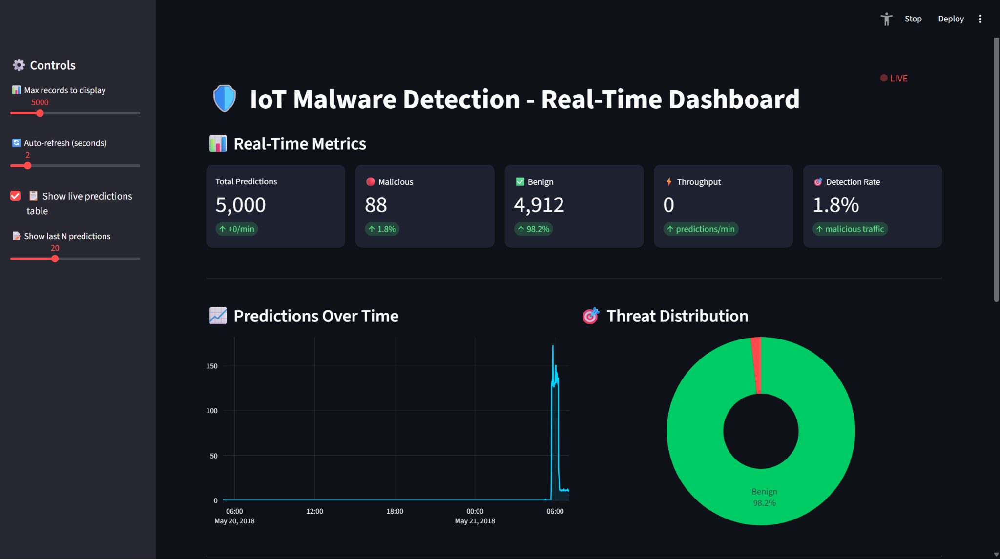 Stop
Deploy
Controls
Max records to display
5000
Auto-refresh (seconds)
2
Show live predictions
table
Show last N predictions
20
LIVE
IoT Malware Detection - Real-Time Dashboard
Real-Time Metrics
Total Predictions
5,000
↑ +0/min
Malicious
88
↑ 1.8%
Benign
4,912
↑ 98.2%
Throughput
0
↑ predictions/min
Detection Rate
1.8%
↑ malicious traffic
Predictions Over Time
150
100
50
0
06:00
May 20, 2018
12:00
18:00
00:00
May 21, 2018
06:00
Threat Distribution
Benign
98.2%